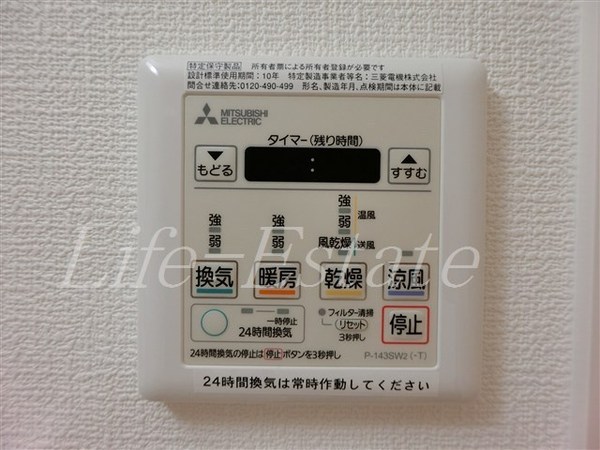 特定保守製品 所有者票による所有者登録が必要です
設計標準使用期間：10年 特定製造事業者等名：三菱電機株式会社
問合せ連絡先：0120-490-499 形名、製造年月、点検期間は本体に記載
MITSUBISHI
ELECTRIC
タイマー(残り時間)
▼
もどる
:
▲
すすむ
強 強 強 温風
弱 弱 弱
風乾燥 送風
Life-Estate
換気 暖房 乾燥 涼風
一時停止
24時間換気
フィルター清掃
リセット
3秒押し
停止
24時間換気の停止は停止ボタンを3秒押し
P-143SW2(-T)
24時間換気は常時作動してください